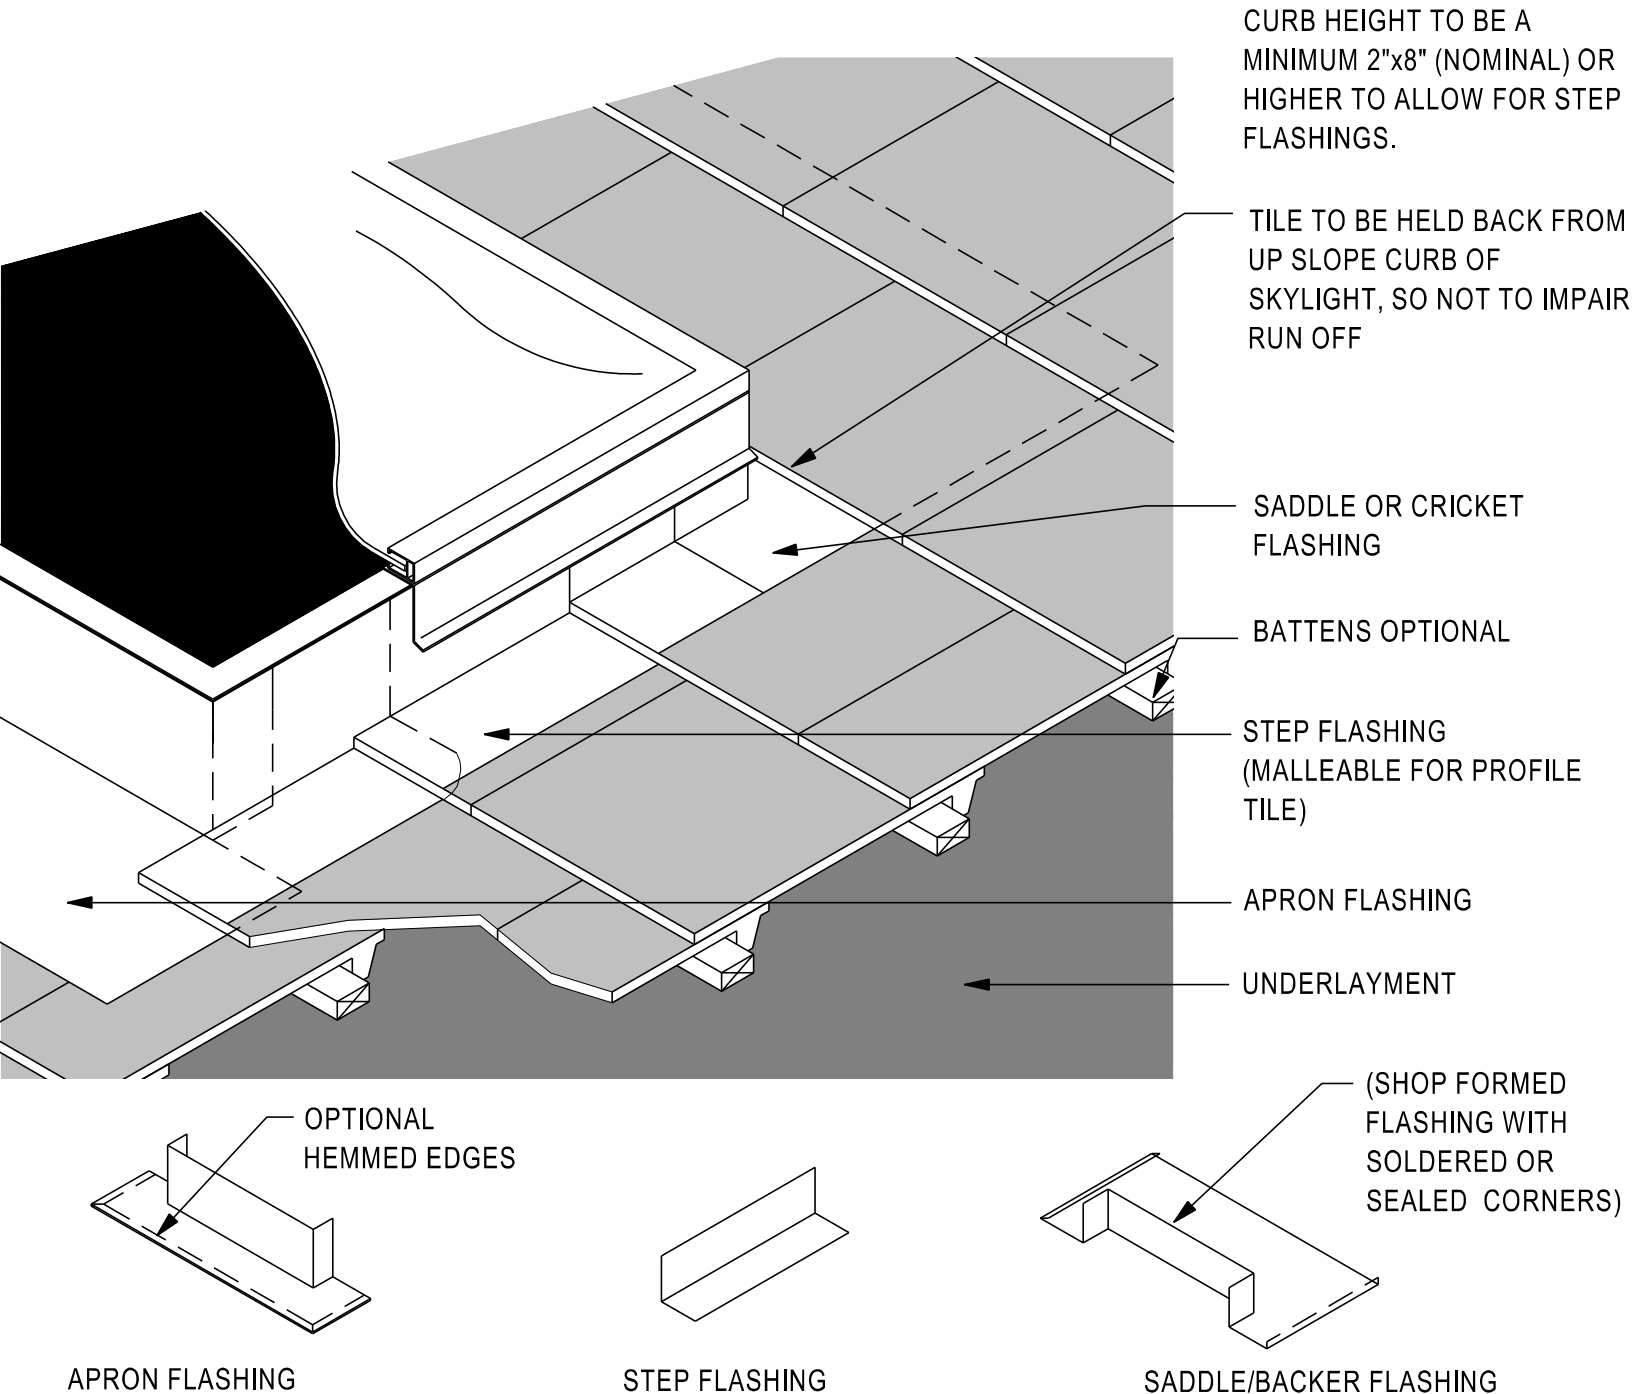 CURB HEIGHT TO BE A
MINIMUM 2"x8" (NOMINAL) OR
HIGHER TO ALLOW FOR STEP
FLASHINGS.
TILE TO BE HELD BACK FROM
UP SLOPE CURB OF
SKYLIGHT, SO NOT TO IMPAIR
RUN OFF
SADDLE OR CRICKET
FLASHING
BATTENS OPTIONAL
STEP FLASHING
(MALLEABLE FOR PROFILE
TILE)
APRON FLASHING
UNDERLAYMENT
OPTIONAL
HEMMED EDGES
(SHOP FORMED
FLASHING WITH
SOLDERED OR
SEALED CORNERS)
APRON FLASHING
STEP FLASHING
SADDLE/BACKER FLASHING